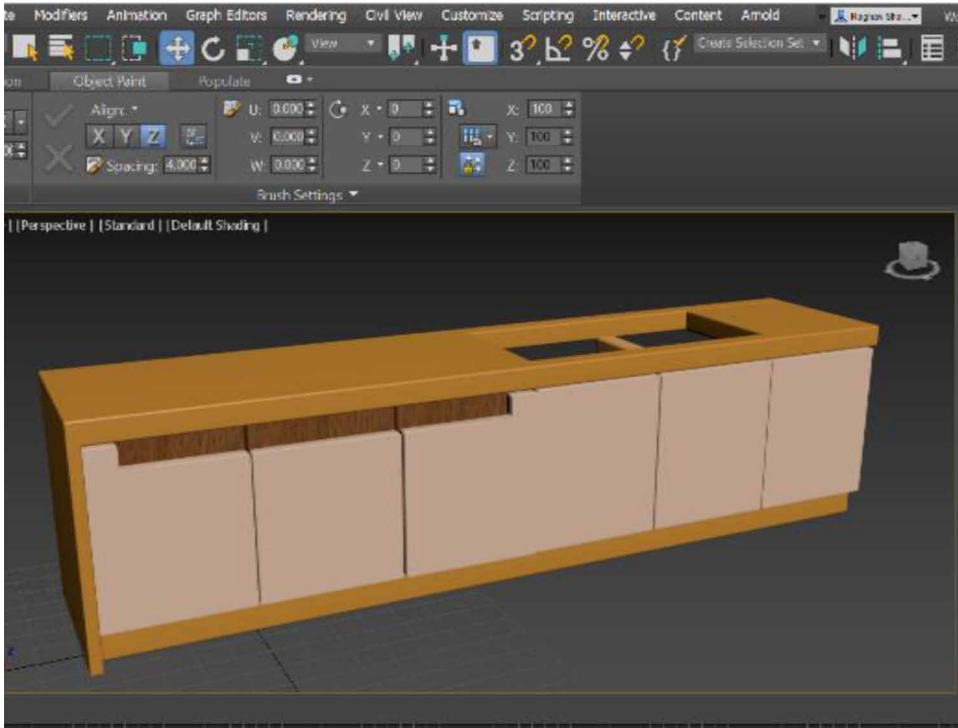 Modifiers Animation Graph Editors Rendering Civil View Customize Scripting Interactive Content Arnold Raghav Sha...
View Create Selection Set
Object Paint Populate
Align: U: 0.000 X 0 X: 100
X Y Z V: 0.000 Y 0 Y: 100
Spacing: 4.000 W: 0.000 Z 0 Z: 100
Brush Settings
[Perspective ] [Standard ] [Default Shading ]